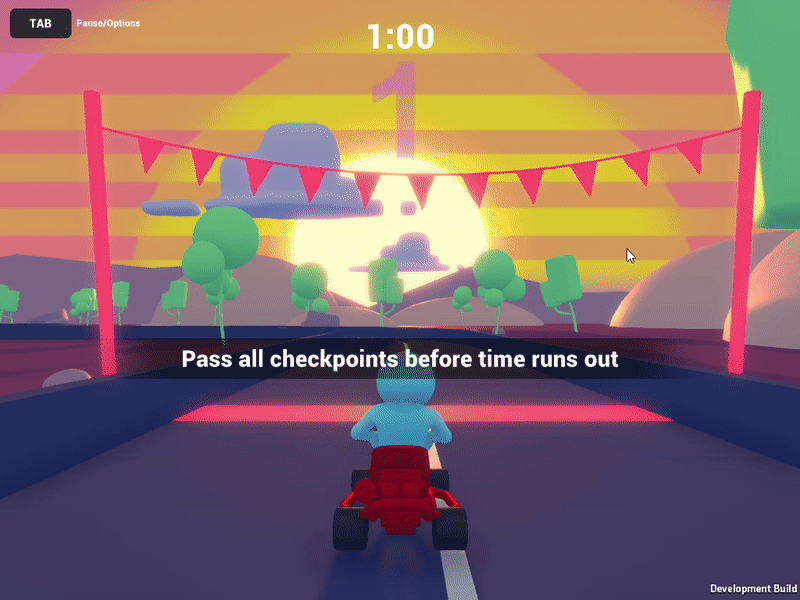 TAB Pause/Options
1:00
1
Pass all checkpoints before time runs out
Development Build